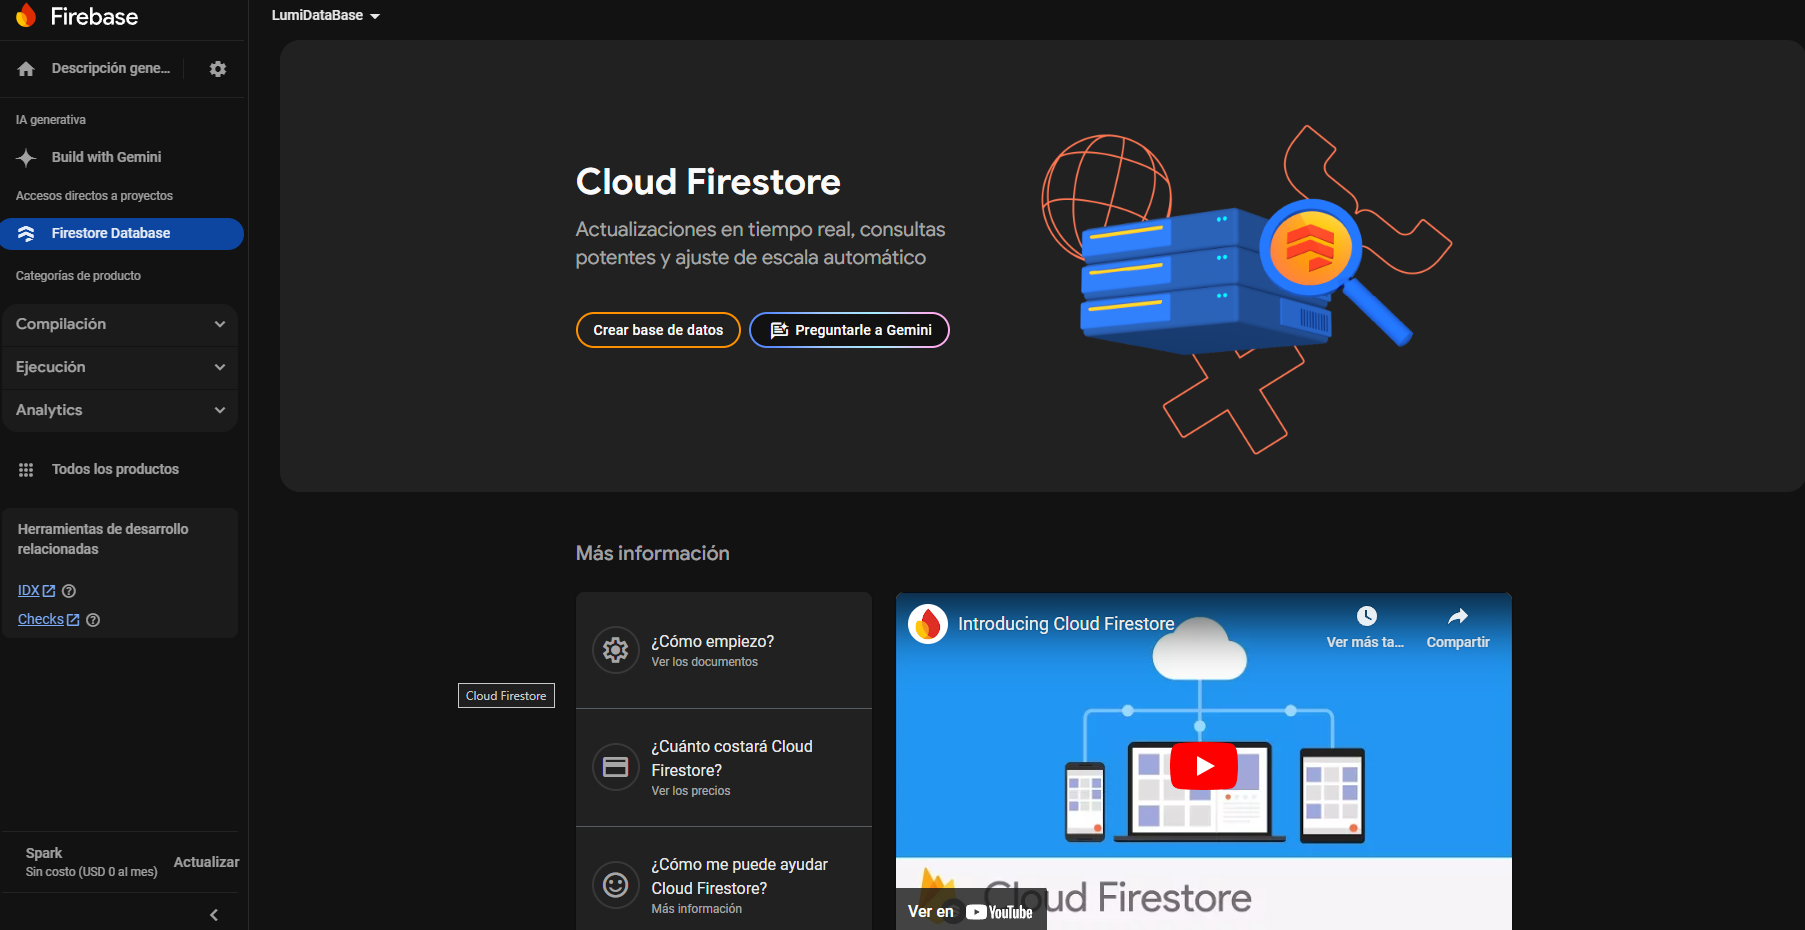 Firebase
LumiDataBase
Descripción gene...
IA generativa
Build with Gemini
Accesos directos a proyectos
Firestore Database
Categorías de producto
Compilación
Ejecución
Analytics
Todos los productos
Herramientas de desarrollo
relacionadas
IDX
Checks
Spark
Sin costo (USD 0 al mes)
Actualizar
Cloud Firestore
Actualizaciones en tiempo real, consultas
potentes y ajuste de escala automático
Crear base de datos
Preguntarle a Gemini
Más información
¿Cómo empiezo?
Ver los documentos
Cloud Firestore
¿Cuánto costará Cloud
Firestore?
Ver los precios
¿Cómo me puede ayudar
Cloud Firestore?
Más información
Introducing Cloud Firestore
Ver más ta...
Compartir
Cloud Firestore
Ver en YouTube